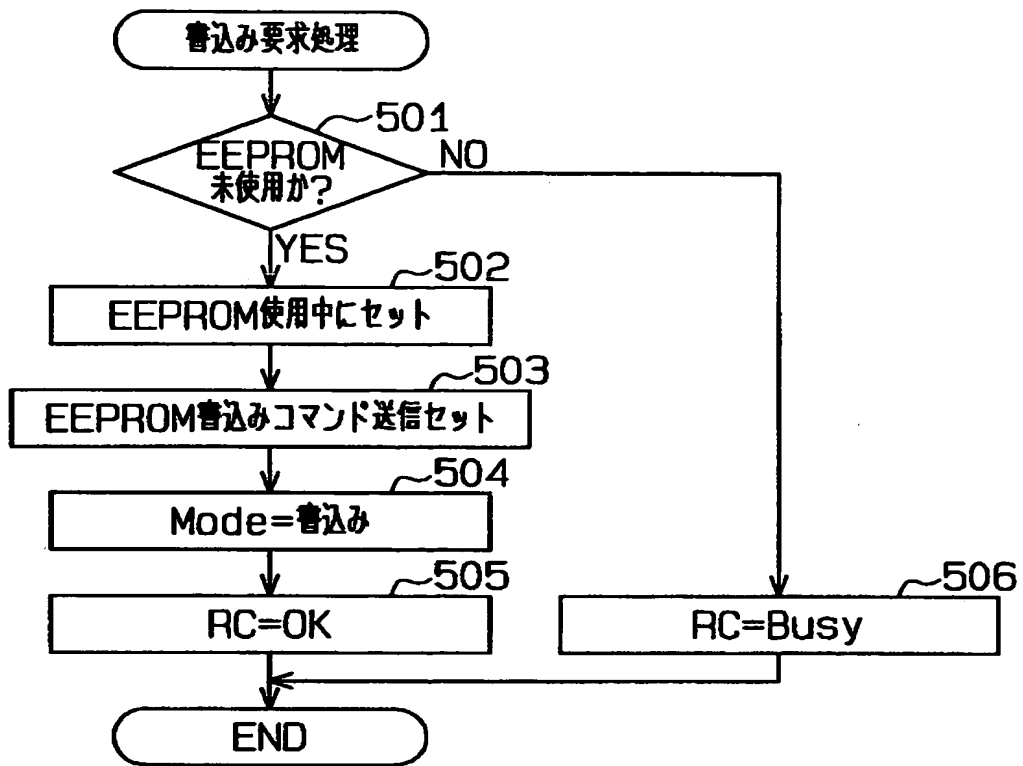 書込み要求処理
501
EEPROM
未使用か?
NO
YES
502
EEPROM使用中にセット
503
EEPROM書込みコマンド送信セット
504
Mode=書込み
505
RC=OK
506
RC=Busy
END